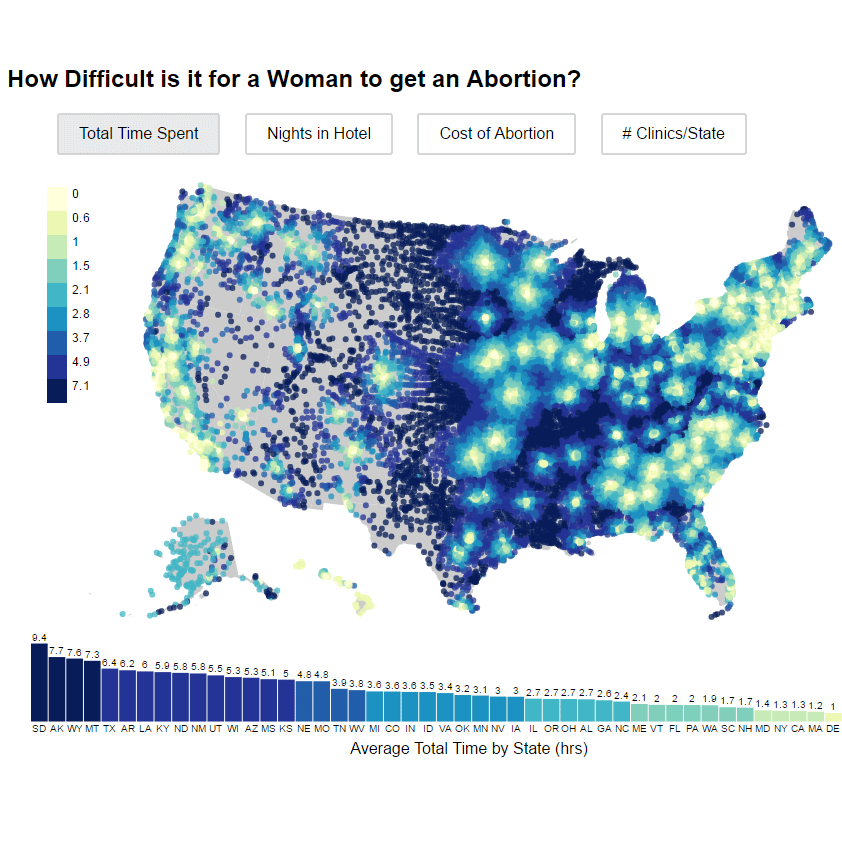 How Difficult is it for a Woman to get an Abortion?
Total Time Spent Nights in Hotel Cost of Abortion # Clinics/State
0
0.6
1
1.5
2.1
2.8
3.7
4.9
7.1
9.4 7.7 7.6 7.3 6.4 6.2 6 5.9 5.8 5.8 5.5 5.3 5.3 5.1 5 4.8 4.8 3.9 3.8 3.6 3.6 3.6 3.5 3.4 3.2 3.1 3 3 2.7 2.7 2.7 2.7 2.6 2.4 2.1 2 2 2 1.9 1.7 1.7 1.4 1.3 1.3 1.2 1
SD AK WY MT TX AR LA KY ND NM UT WI AZ MS KS NE MO TN WV MI CO IN ID VA OK MN NV IA IL OR OH AL GA NC ME VT FL PA WA SC NH MD NY CA MA DE
Average Total Time by State (hrs)